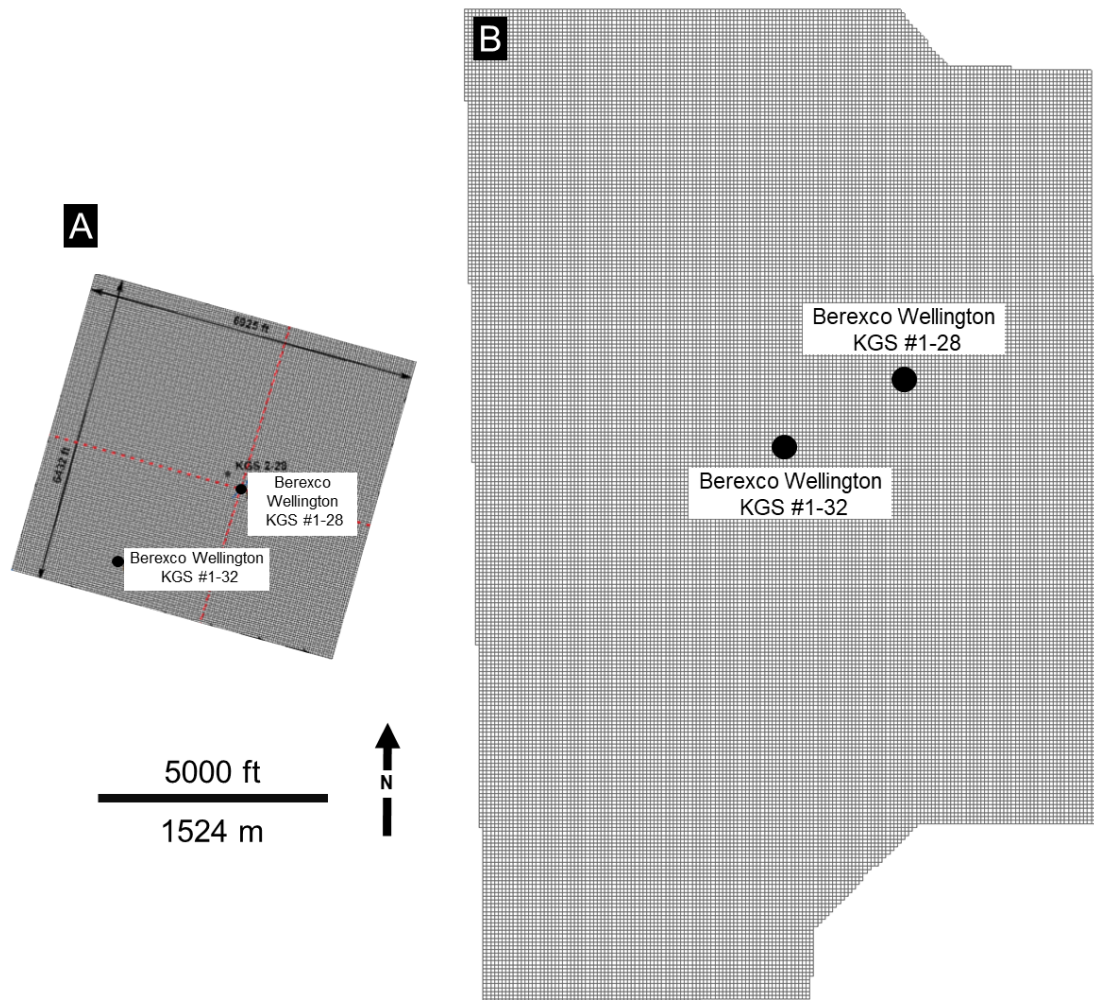 B
A
6925 ft
6432 ft
KGS 2-28
Berexco
Wellington
KGS #1-28
Berexco Wellington
KGS #1-32
Berexco Wellington
KGS #1-28
Berexco Wellington
KGS #1-32
5000 ft
1524 m
N